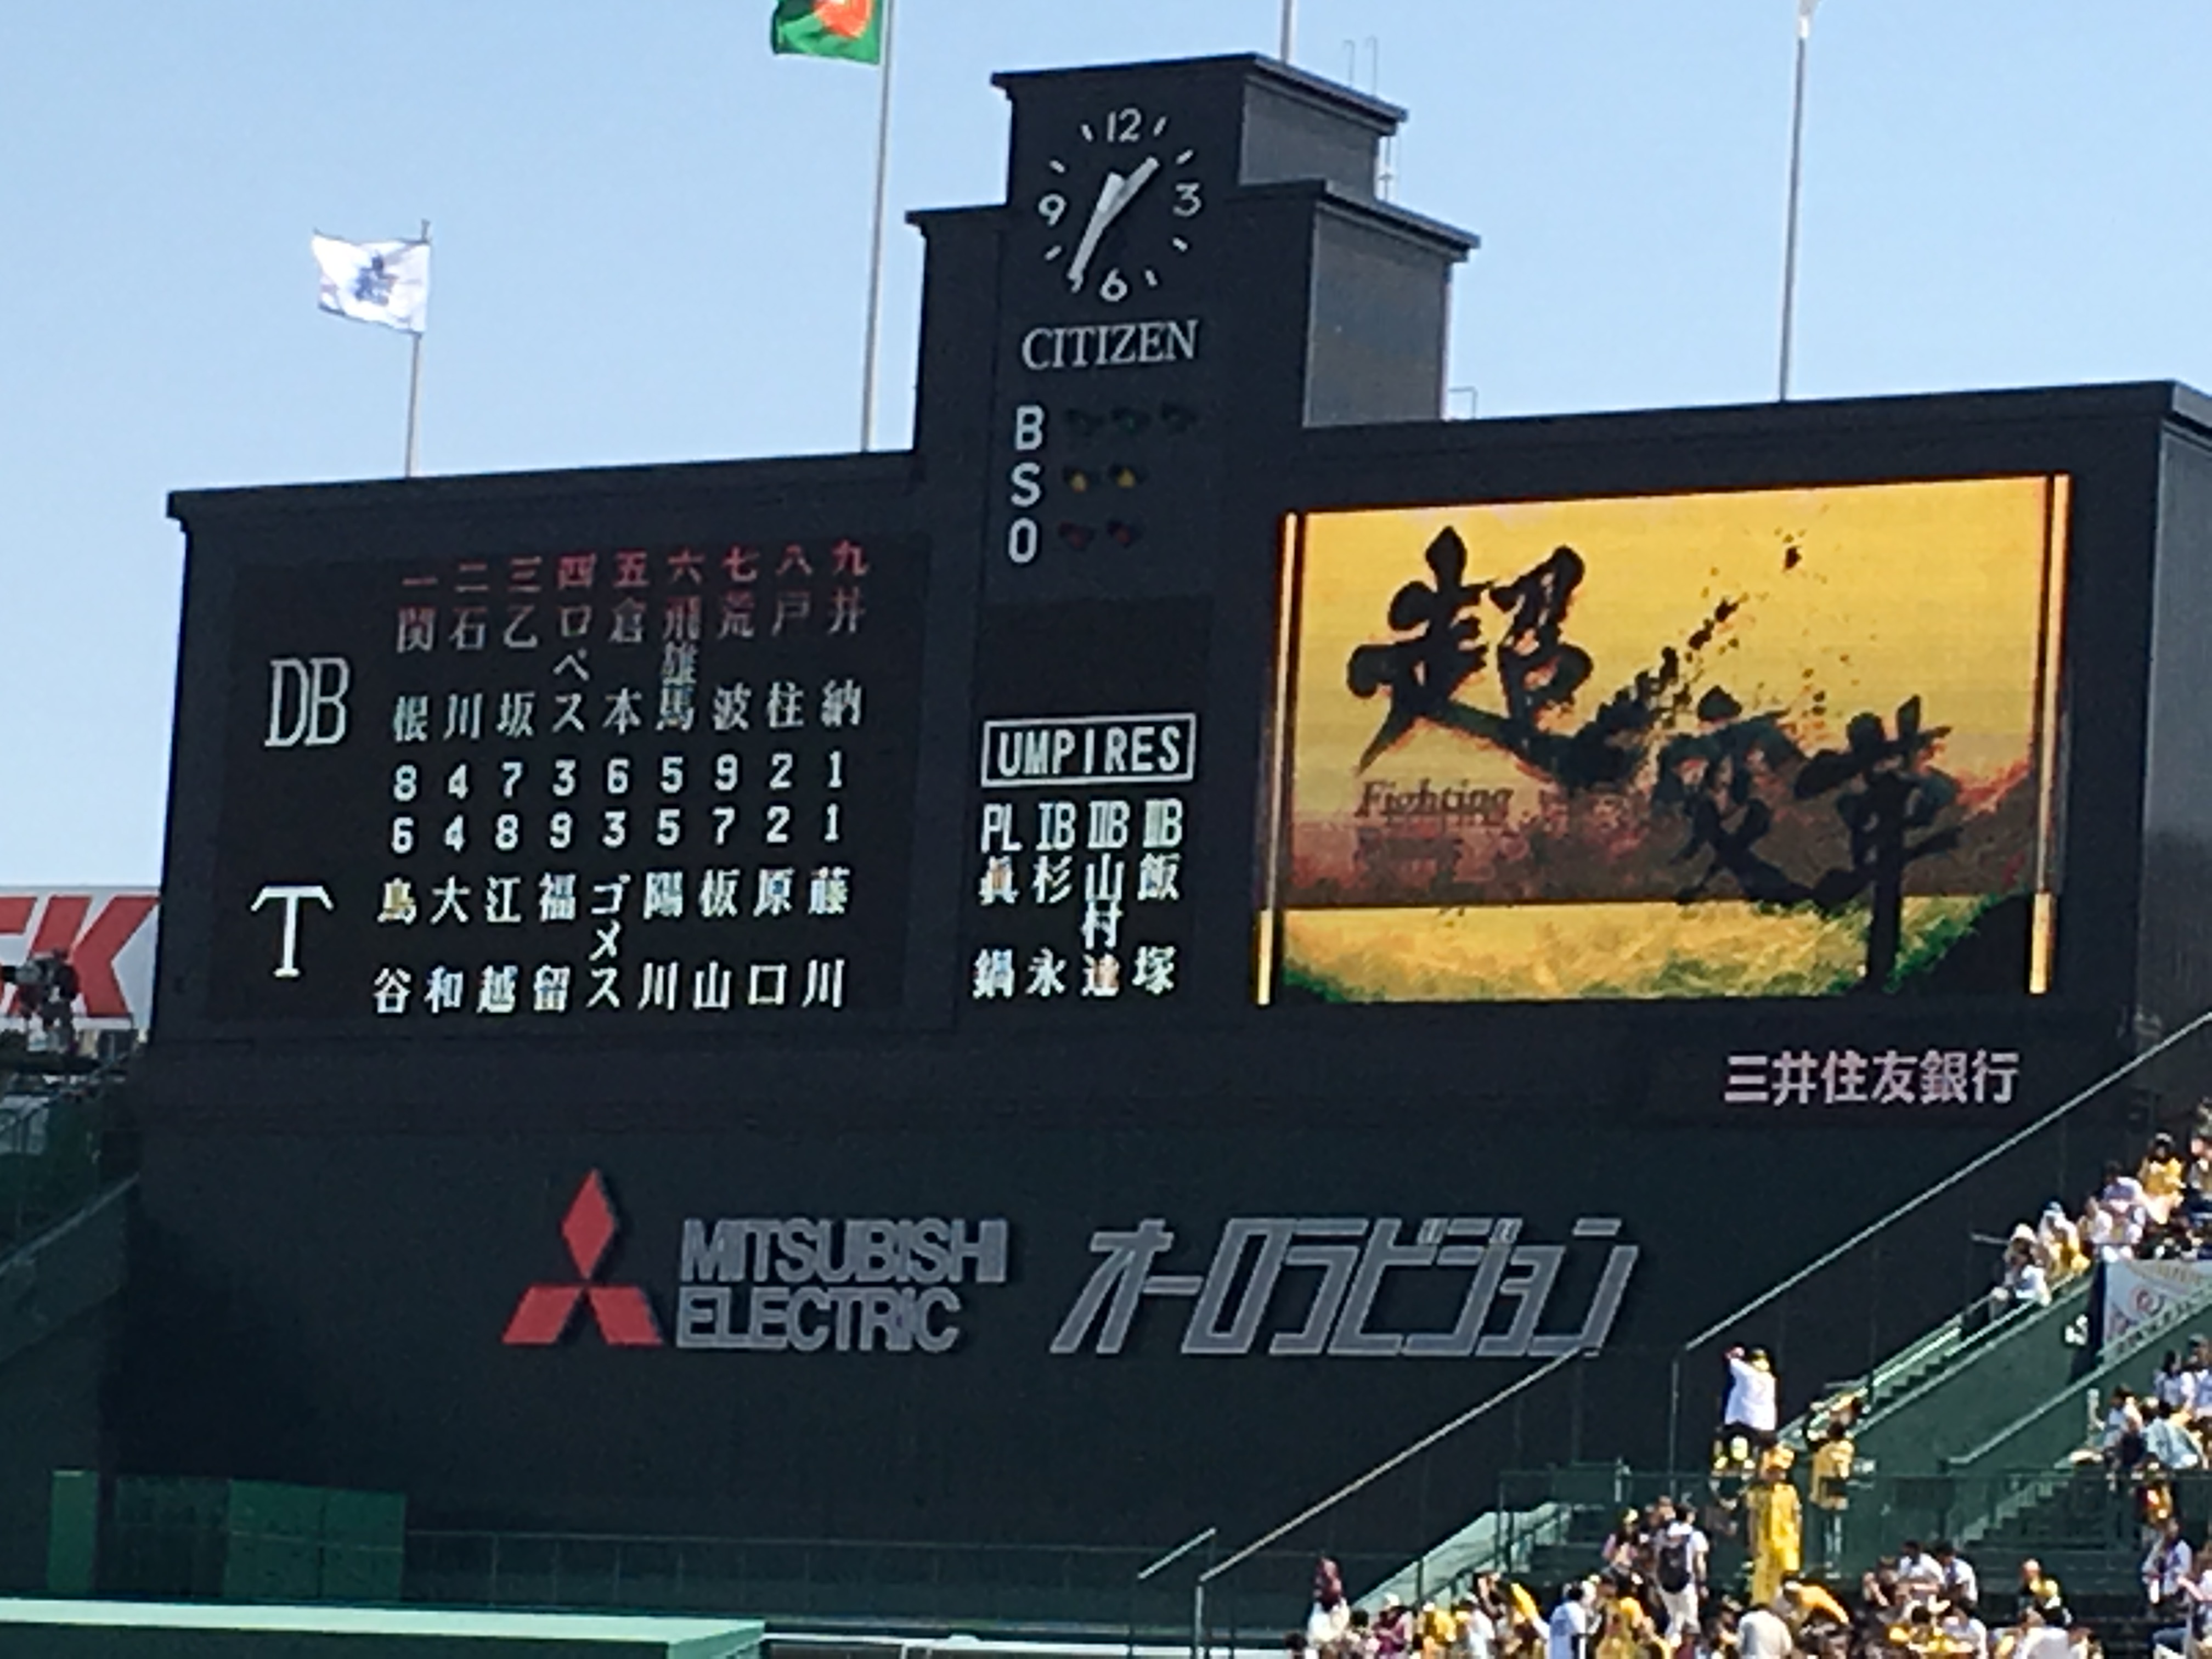 12
9 3
6
CITIZEN
B
S
O
一 二 三 四 五 六 七 八 九
DB
関根 石川 乙坂 ロペス 倉本 飛雄馬 荒波 戸柱 井納
8 4 7 3 6 5 9 2 1
6 4 8 9 3 5 7 2 1
T
鳥谷 大和 江越 福留 ゴメス 陽川 板山 原口 藤川
UMPIRES
PL ⅠB ⅡB ⅢB
眞鍋 杉永 山村達 飯塚
超変革
Fighting
三井住友銀行
MITSUBISHI
ELECTRIC
オーロラビジョン